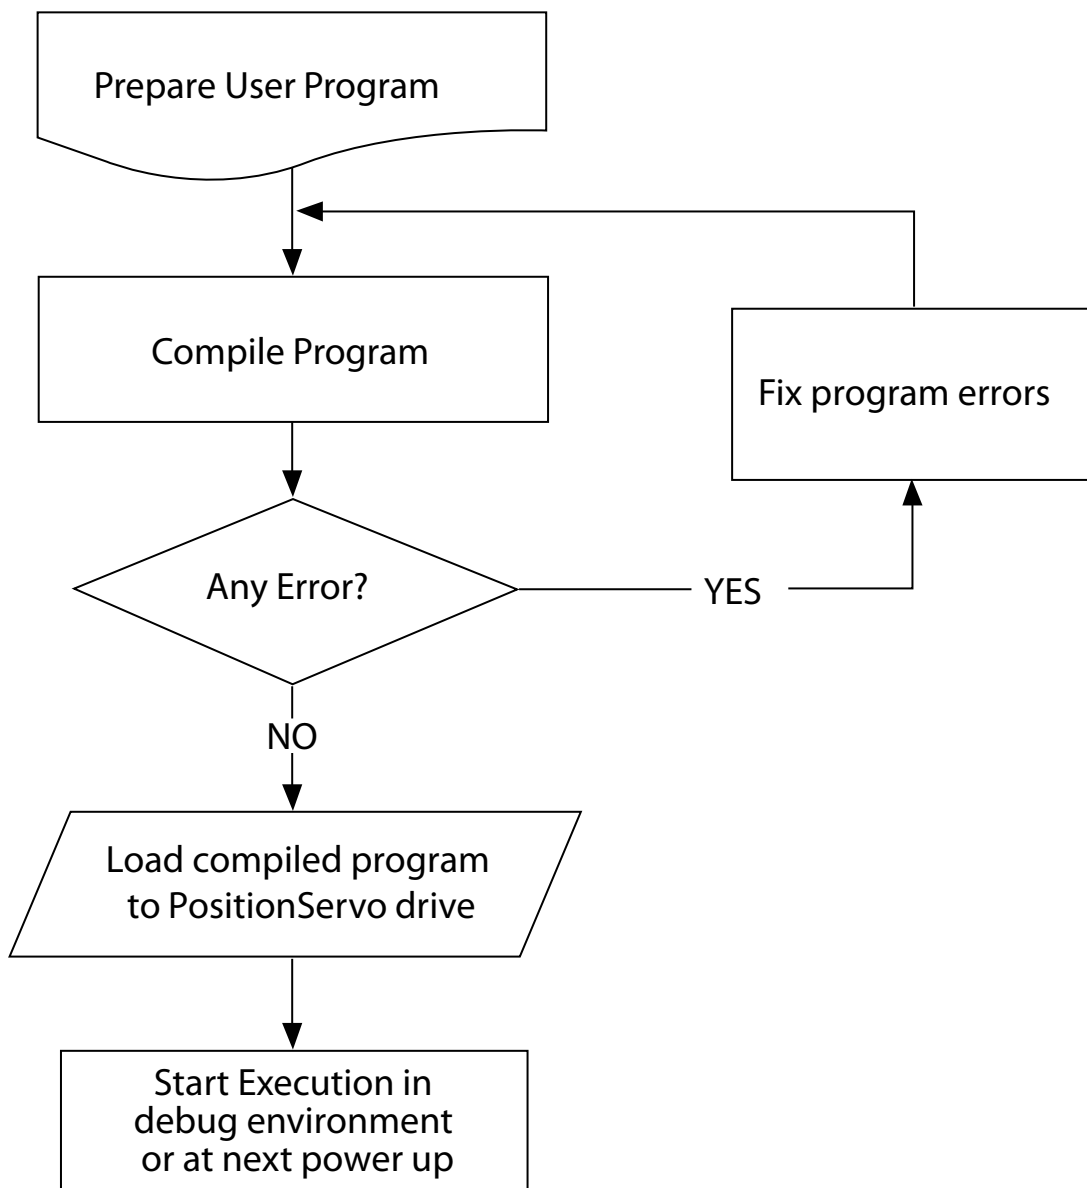 Prepare User Program
Compile Program
Fix program errors
Any Error?
YES
NO
Load compiled program
to PositionServo drive
Start Execution in
debug environment
or at next power up